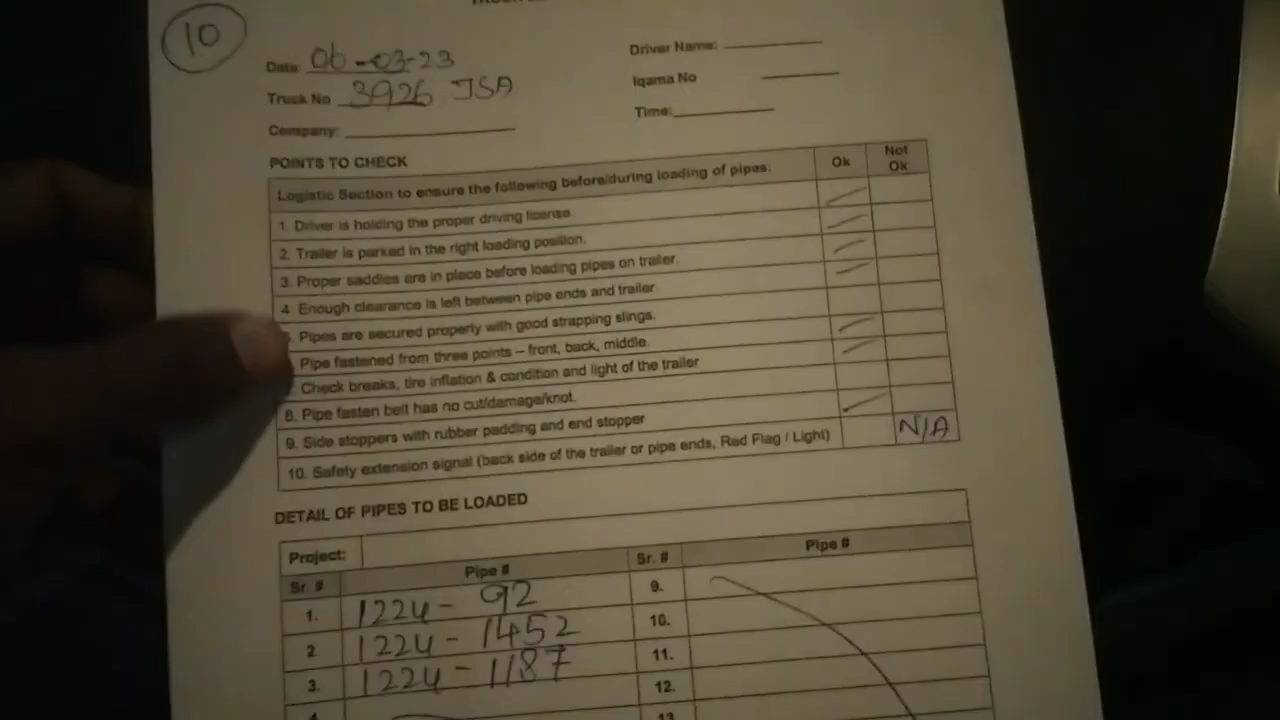 10
Date: 06-03-23
Driver Name:
Truck No 3926 JSA
Iqama No
Company:
Time:
POINTS TO CHECK
Logistic Section to ensure the following before/during loading of pipes: Ok Not Ok
1. Driver is holding the proper driving license.
2. Trailer is parked in the right loading position.
3. Proper saddles are in place before loading pipes on trailer.
4. Enough clearance is left between pipe ends and trailer
Pipes are secured properly with good strapping slings.
Pipe fastened from three points – front, back, middle.
Check breaks, tire inflation & condition and light of the trailer
8. Pipe fasten belt has no cut/damage/knot.
9. Side stoppers with rubber padding and end stopper
10. Safety extension signal (back side of the trailer or pipe ends, Red Flag / Light) N/A
DETAIL OF PIPES TO BE LOADED
Project:
Sr. # Pipe # Sr. # Pipe #
1. 1224- 92 9.
2 1224- 1452 10.
3. 1224- 1187 11.
12.
13